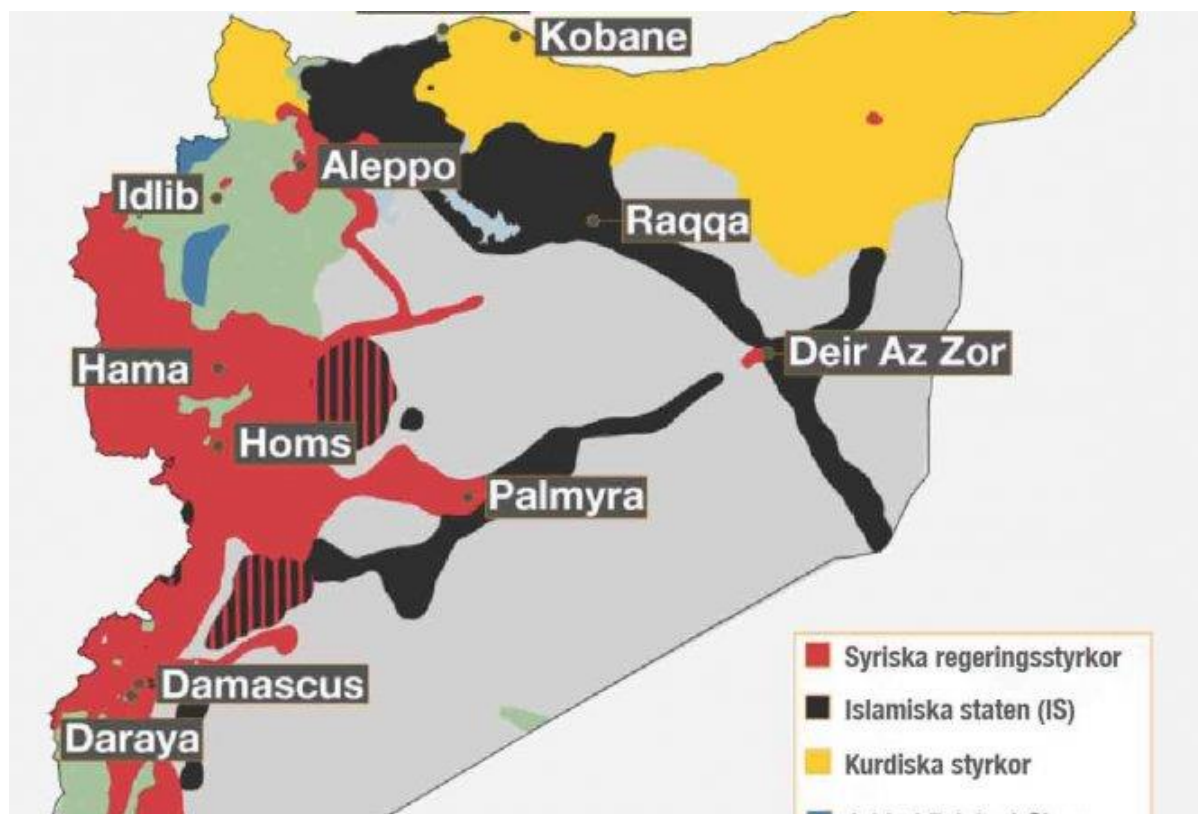 Kobane
Aleppo
Idlib
Raqqa
Deir Az Zor
Hama
Homs
Palmyra
Damascus
Daraya
Syriska regeringsstyrkor
Islamiska staten (IS)
Kurdiska styrkor